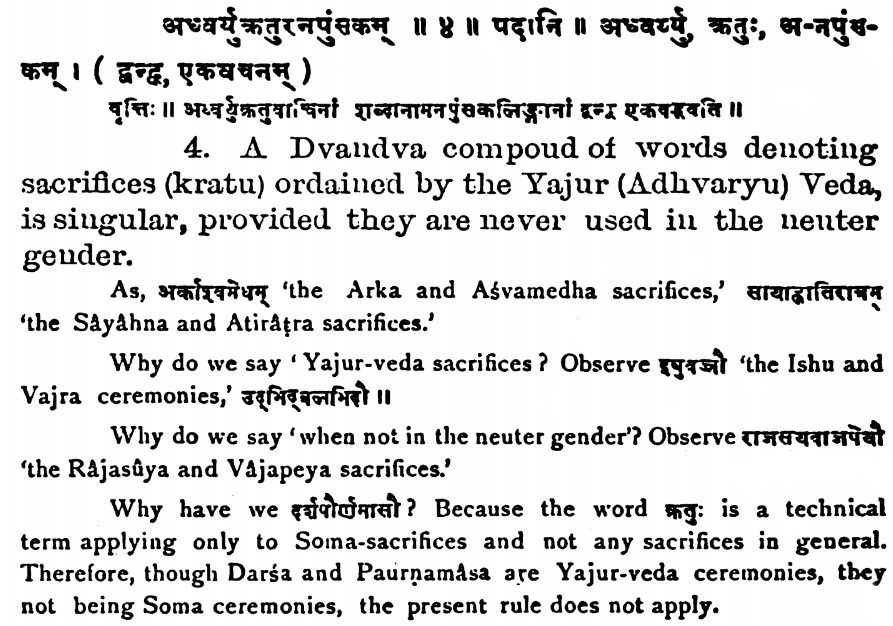 अध्वर्युक्रतुरनपुंसकम् ॥ ४ ॥ पदानि ॥ अध्वर्य्यु, क्रतुः, अ-नपुंस-
कम् । ( द्वन्द्व, एकवचनम् )
वृत्तिः ॥ अध्वर्युक्रतुवाचिनां शब्दानामनपुंसकलिङ्गानां द्वन्द्व एकवद्भवति ॥
4. A Dvandva compoud of words denoting
sacrifices (kratu) ordained by the Yajur (Adhvaryu) Veda,
is singular, provided they are never used in the neuter
gender.
As, अर्काश्वमेधम् 'the Arka and Aśvamedha sacrifices,' सायाह्नातिरात्रम्
'the Sâyâhna and Atirâṭra sacrifices.'
Why do we say ' Yajur-veda sacrifices ? Observe इषुवज्रौ 'the Ishu and
Vajra ceremonies,' उद्भिद्बलभिदौ ॥
Why do we say 'when not in the neuter gender'? Observe राजसयवाजपेयौ
'the Râjasûya and Vâjapeya sacrifices.'
Why have we दर्शपौर्णमासौ ? Because the word क्रतुः is a technical
term applying only to Soma-sacrifices and not any sacrifices in general.
Therefore, though Darśa and Paurṇamâsa are Yajur-veda ceremonies, they
not being Soma ceremonies, the present rule does not apply.